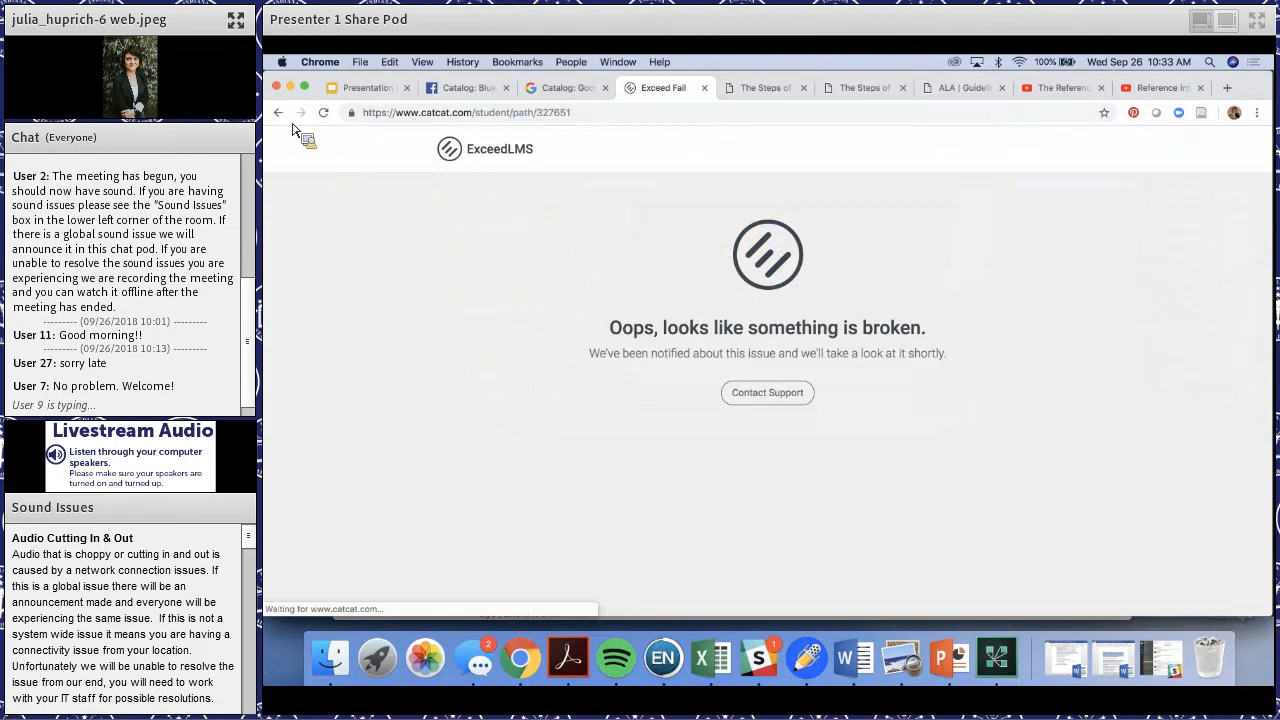 julia_huprich-6 web.jpeg
Chat (Everyone)
User 2: The meeting has begun, you
should now have sound. If you are having
sound issues please see the "Sound Issues"
box in the lower left corner of the room. If
there is a global sound issue we will
announce it in this chat pod. If you are
unable to resolve the sound issues you are
experiencing we are recording the meeting
and you can watch it offline after the
meeting has ended.
--------- (09/26/2018 10:01) ---------
User 11: Good morning!!
--------- (09/26/2018 10:13) ---------
User 27: sorry late
User 7: No problem. Welcome!
User 9 is typing...
Livestream Audio
Listen through your computer
speakers.
Please make sure your speakers are
turned on and turned up.
Sound Issues
Audio Cutting In & Out
Audio that is choppy or cutting in and out is
caused by a network connection issues. If
this is a global issue there will be an
announcement made and everyone will be
experiencing the same issue. If this is not a
system wide issue it means you are having a
connectivity issue from your location.
Unfortunately we will be unable to resolve the
issue from our end, you will need to work
with your IT staff for possible resolutions.
Presenter 1 Share Pod
Chrome File Edit View History Bookmarks People Window Help 100% Wed Sep 26 10:33 AM
Presentation Catalog: Blue Catalog: Goo Exceed Fail The Steps of The Steps of ALA | Guideli The Referenc Reference Int
https://www.catcat.com/student/path/327651
ExceedLMS
Oops, looks like something is broken.
We've been notified about this issue and we'll take a look at it shortly.
Contact Support
Waiting for www.catcat.com...
2 EN 1